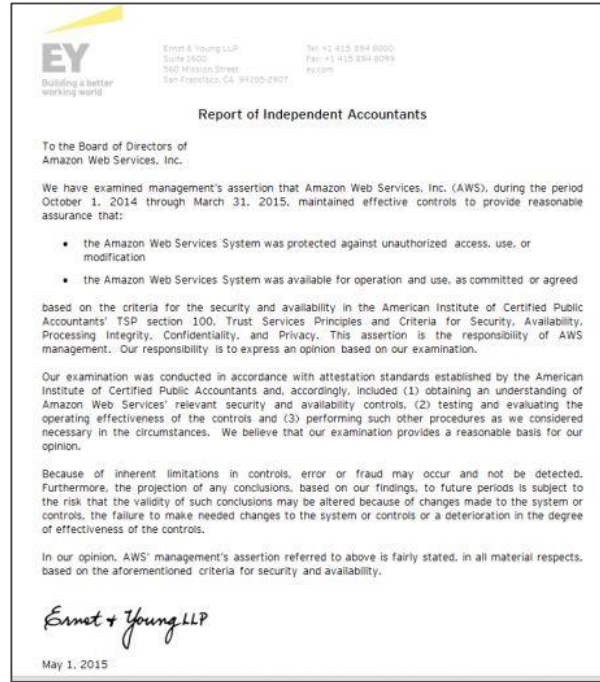 EY
Building a better
working world
Ernst & Young LLP
Suite 1600
560 Mission Street
San Francisco, CA 94105-2907
Tel: +1 415 894 8000
Fax: +1 415 894 8099
ey.com
Report of Independent Accountants
To the Board of Directors of
Amazon Web Services, Inc.
We have examined management's assertion that Amazon Web Services, Inc. (AWS), during the period
October 1, 2014 through March 31, 2015, maintained effective controls to provide reasonable
assurance that:
• the Amazon Web Services System was protected against unauthorized access, use, or
modification
• the Amazon Web Services System was available for operation and use, as committed or agreed
based on the criteria for the security and availability in the American Institute of Certified Public
Accountants' TSP section 100, Trust Services Principles and Criteria for Security, Availability,
Processing Integrity, Confidentiality, and Privacy. This assertion is the responsibility of AWS
management. Our responsibility is to express an opinion based on our examination.
Our examination was conducted in accordance with attestation standards established by the American
Institute of Certified Public Accountants and, accordingly, included (1) obtaining an understanding of
Amazon Web Services' relevant security and availability controls, (2) testing and evaluating the
operating effectiveness of the controls and (3) performing such other procedures as we considered
necessary in the circumstances. We believe that our examination provides a reasonable basis for our
opinion.
Because of inherent limitations in controls, error or fraud may occur and not be detected.
Furthermore, the projection of any conclusions, based on our findings, to future periods is subject to
the risk that the validity of such conclusions may be altered because of changes made to the system or
controls, the failure to make needed changes to the system or controls or a deterioration in the degree
of effectiveness of the controls.
In our opinion, AWS' management's assertion referred to above is fairly stated, in all material respects,
based on the aforementioned criteria for security and availability.
Ernst + Young LLP
May 1, 2015